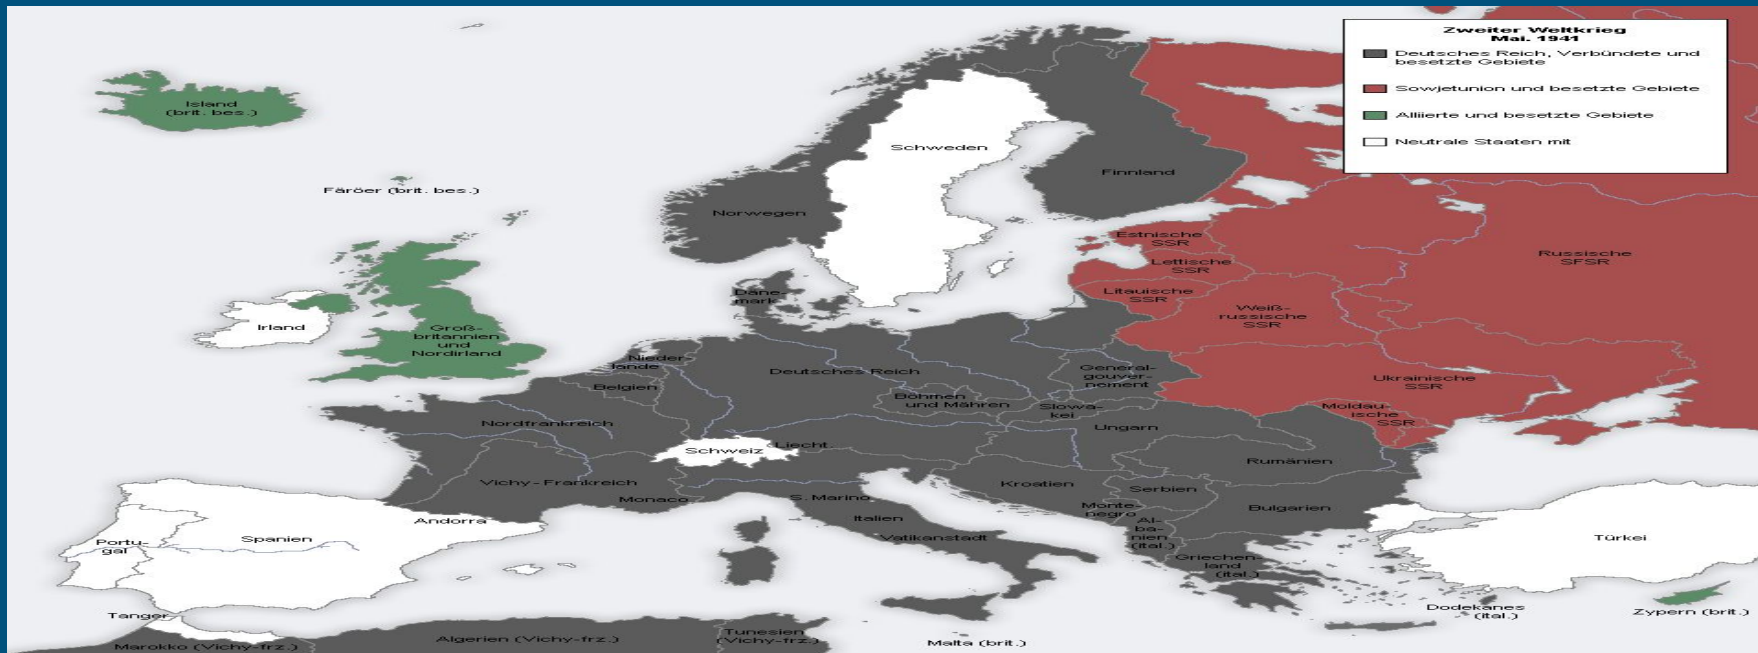 Zweiter Weltkrieg
Mai. 1941
Deutsches Reich, Verbündete und
besetzte Gebiete
Sowjetunion und besetzte Gebiete
Alliierte und besetzte Gebiete
Neutrale Staaten mit
Island
(brit. bes.)
Färöer (brit. bes.)
Schweden
Finnland
Norwegen
Estnische
SSR
Lettische
SSR
Litauische
SSR
Russische
SFSR
Weiß-
russische
SSR
Däne-
mark
Irland
Groß-
britannien
und
Nordirland
Nieder-
lande
Belgien
Deutsches Reich
General-
gouver-
nement
Böhmen
und Mähren
Slowa-
kei
Ukrainische
SSR
Moldau-
ische
SSR
Nordfrankreich
Ungarn
Liecht.
Schweiz
Rumänien
Vichy-Frankreich
Monaco
S. Marino
Kroatien
Serbien
Monte-
negro
Bulgarien
Italien
Vatikanstadt
Al-
ba-
nien
(ital.)
Griechen-
land
(ital.)
Andorra
Portu-
gal
Spanien
Türkei
Tanger
Dodekanes
(ital.)
Zypern (brit.)
Marokko (Vichy-frz.)
Algerien (Vichy-frz.)
Tunesien
(Vichy-frz.)
Malta (brit.)